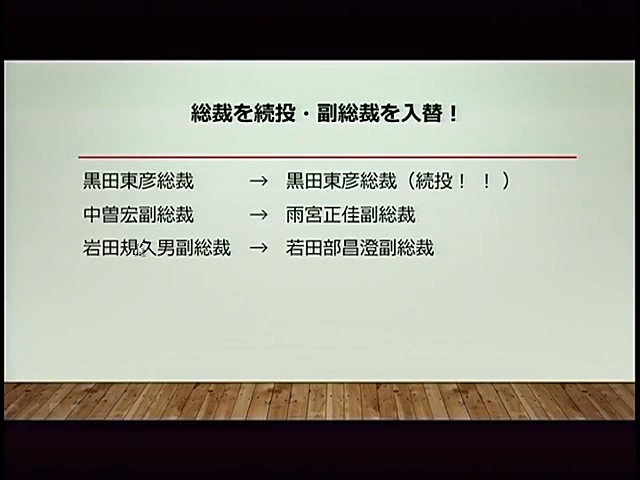 総裁を続投・副総裁を入替！
黒田東彦総裁 → 黒田東彦総裁（続投！！）
中曽宏副総裁 → 雨宮正佳副総裁
岩田規久男副総裁 → 若田部昌澄副総裁